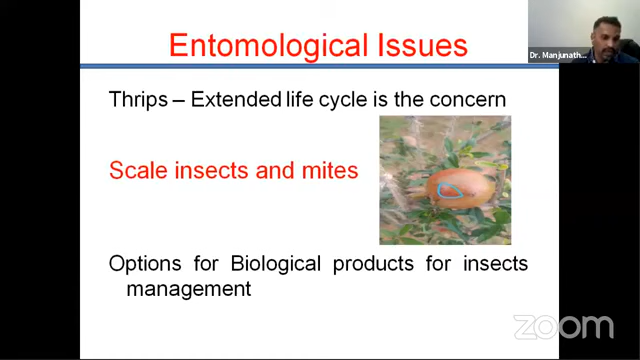 Entomological Issues
Dr. Manjunath...
Thrips – Extended life cycle is the concern
Scale insects and mites
Options for Biological products for insects
management
zoom